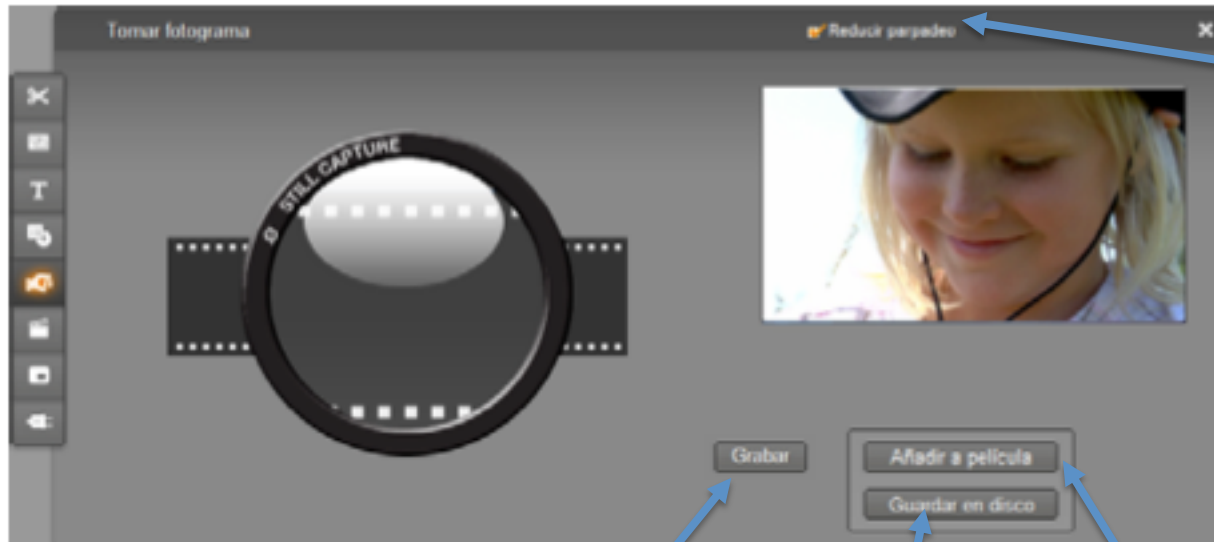 Tomar fotograma
Reducir parpadeo
STILL CAPTURE
T
Grabar
Añadir a película
Guardar en disco